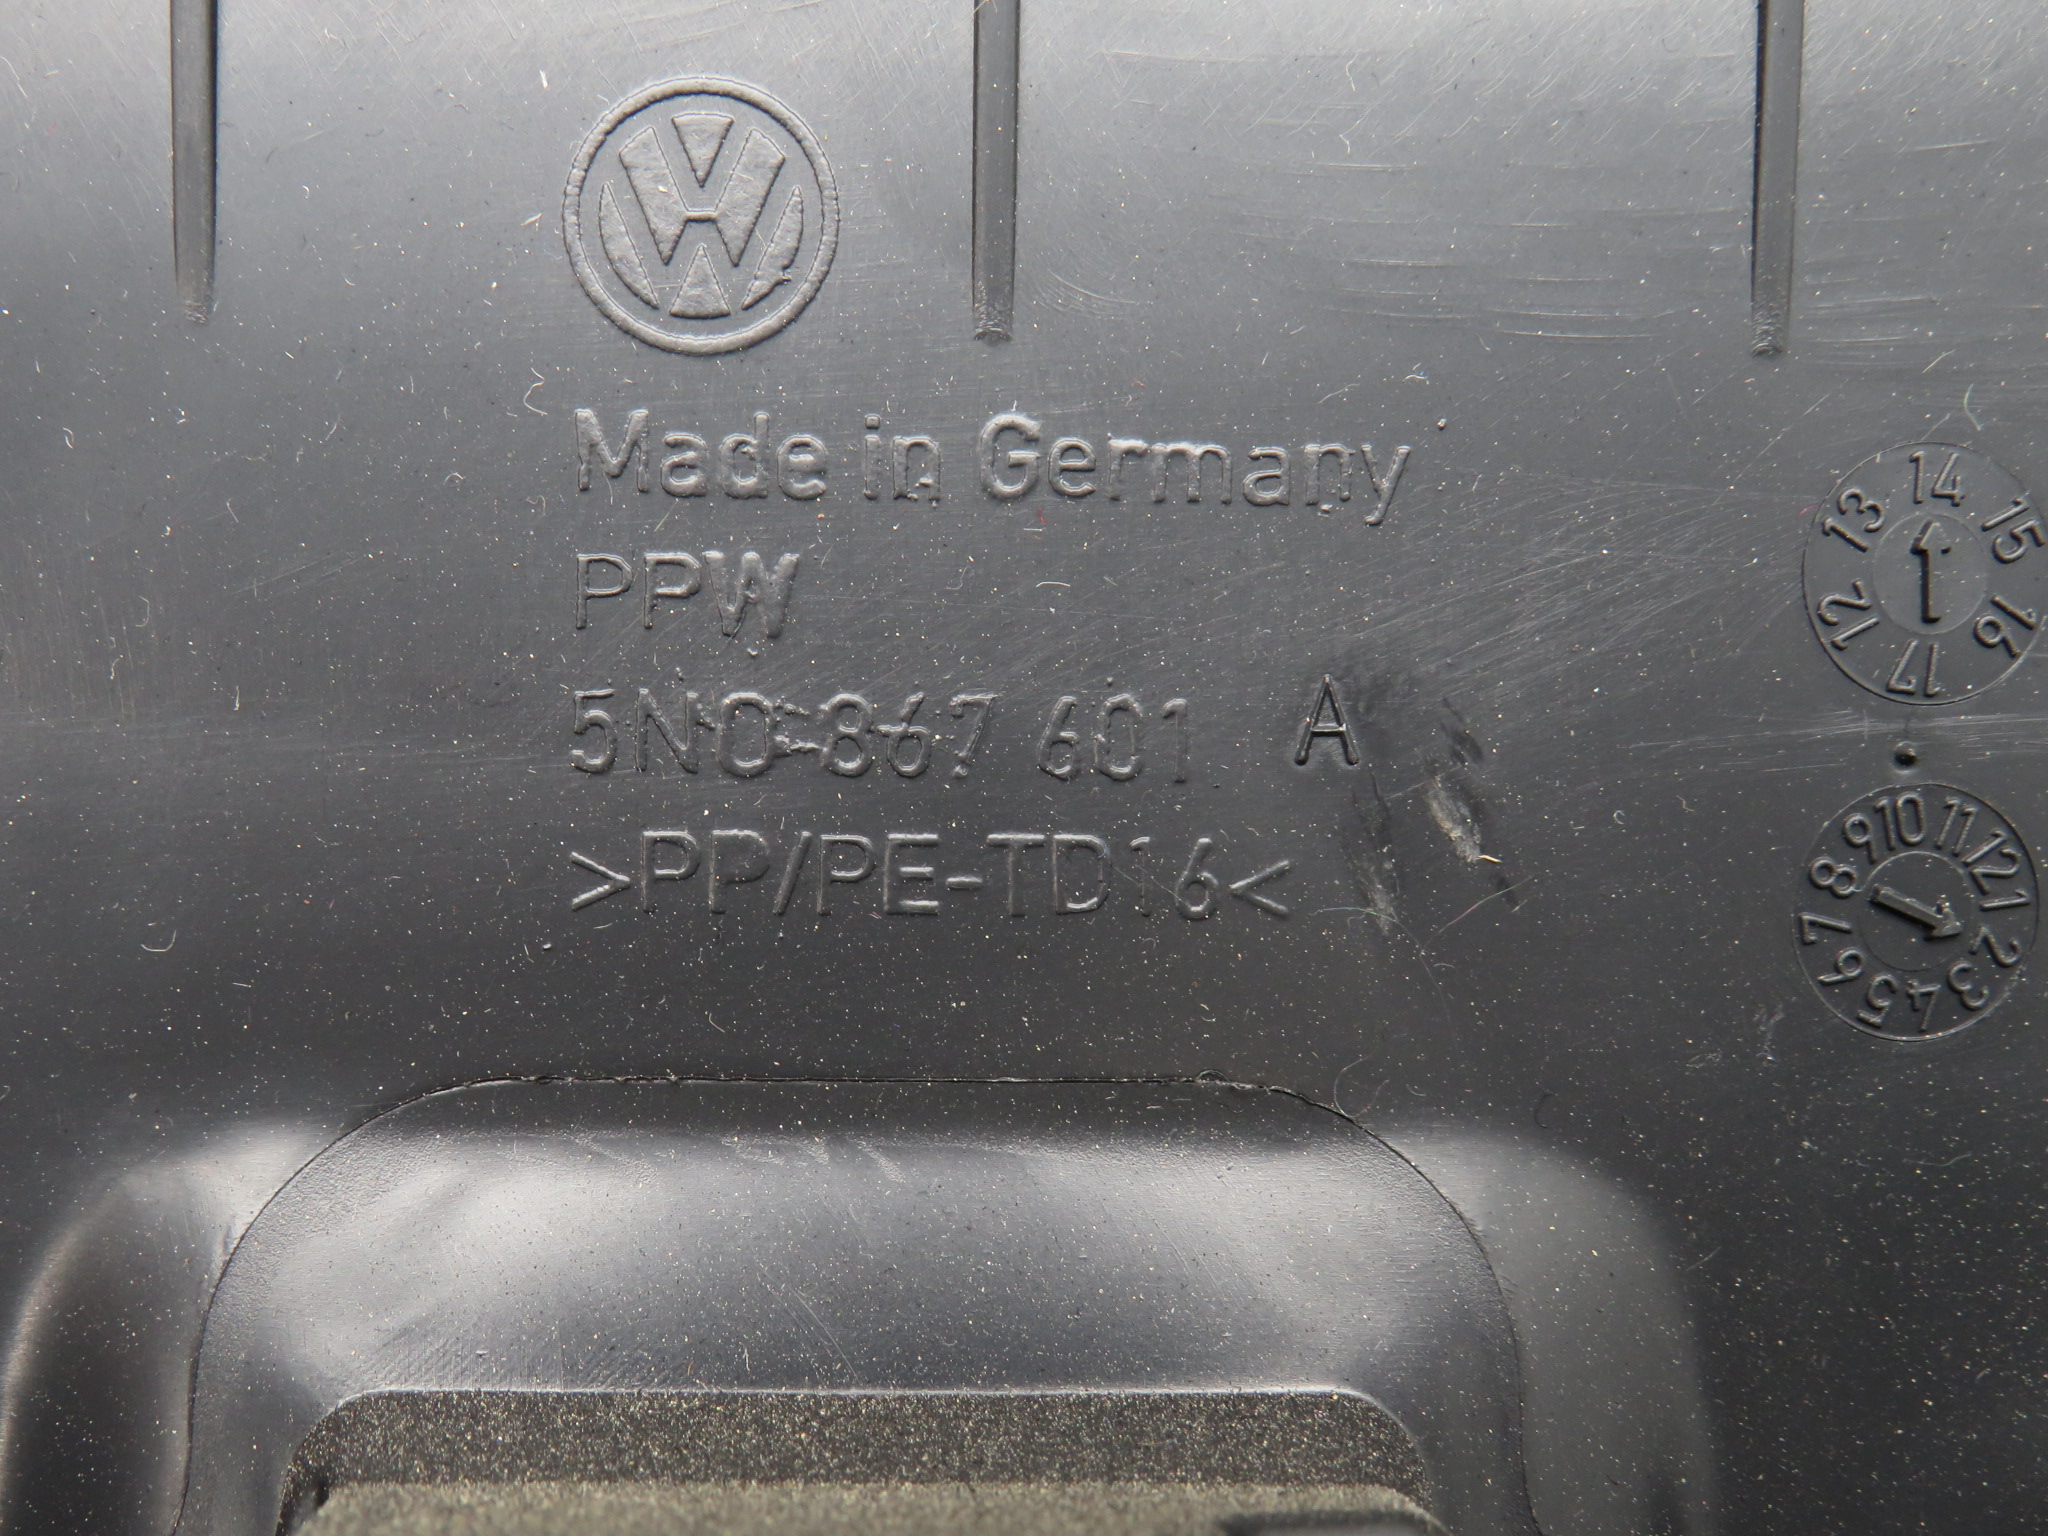 Made in Germany
PPW
5N0 867 601 A
>PP/PE-TD16<
12 13 14 15 16 17
1 2 3 4 5 6 7 8 9 10 11 12